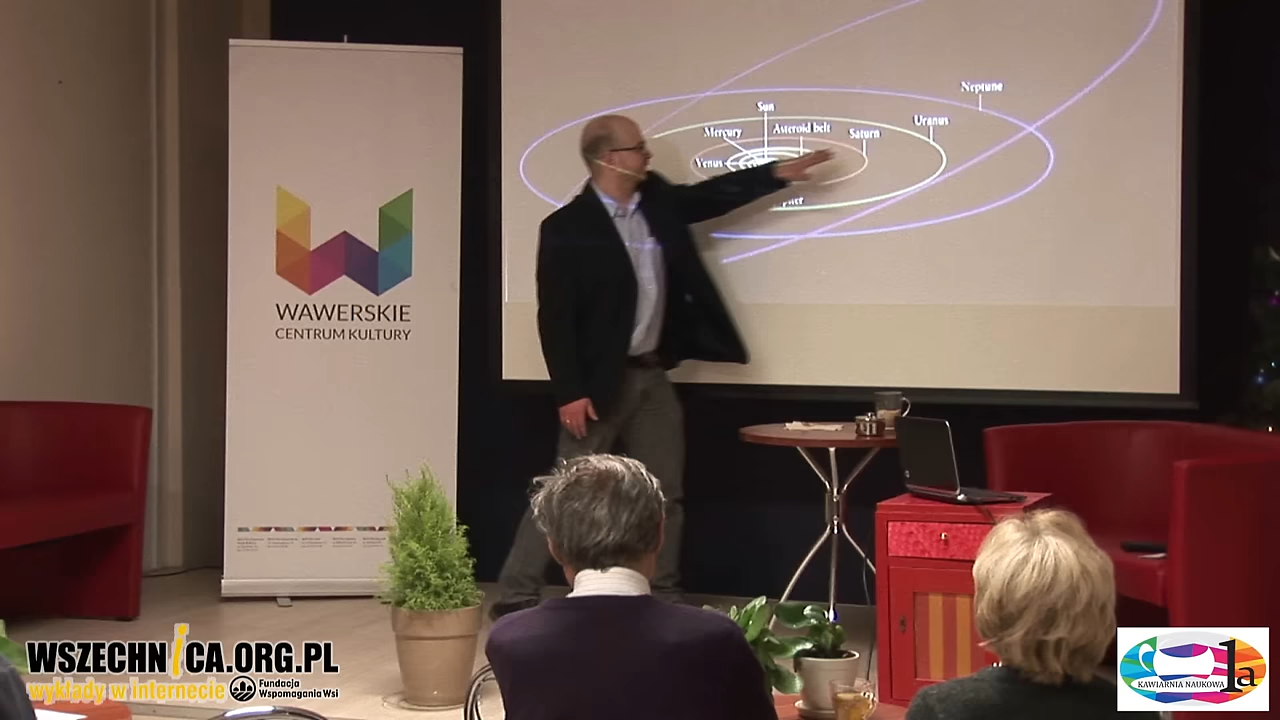 Neptune
Sun
Uranus
Mercury
Asteroid belt
Saturn
Venus
WAWERSKIE
CENTRUM KULTURY
WSZECHNICA.ORG.PL
wykłady w internecie
Fundacja
Wspomagania Wsi
KAWIARNIA NAUKOWA
1a